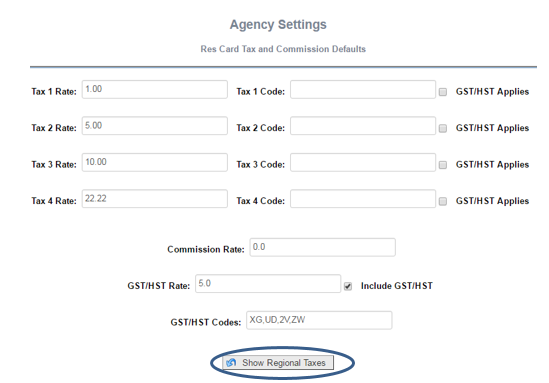 Agency Settings
Res Card Tax and Commission Defaults
Tax 1 Rate: 1.00 Tax 1 Code: GST/HST Applies
Tax 2 Rate: 5.00 Tax 2 Code: GST/HST Applies
Tax 3 Rate: 10.00 Tax 3 Code: GST/HST Applies
Tax 4 Rate: 22.22 Tax 4 Code: GST/HST Applies
Commission Rate: 0.0
GST/HST Rate: 5.0 Include GST/HST
GST/HST Codes: XG,UD,2V,ZW
Show Regional Taxes